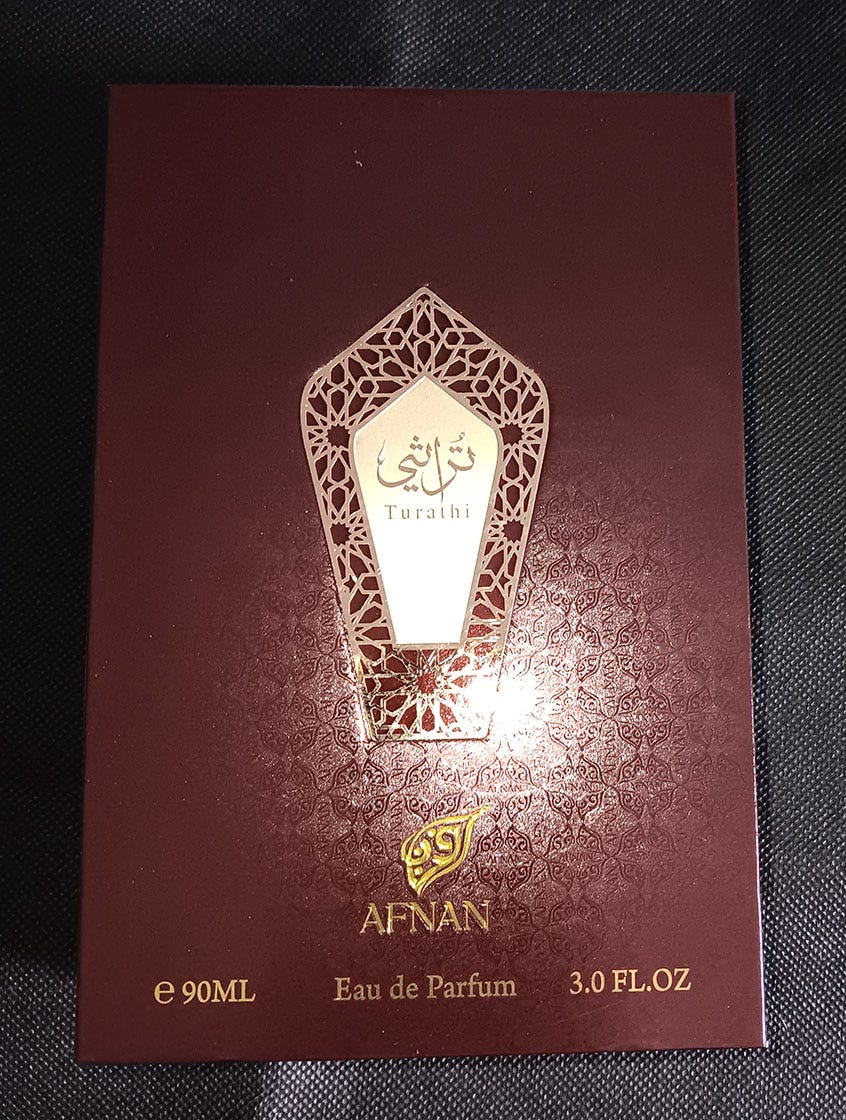 تُراثي
Turathi
AFNAN
e 90ML Eau de Parfum 3.0 FL.OZ